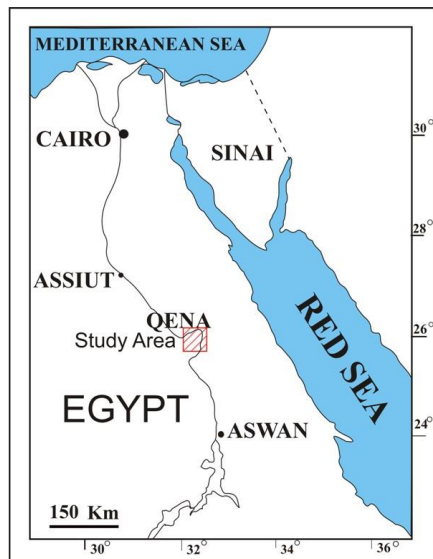 MEDITERRANEAN SEA
CAIRO
SINAI
30°
28°
ASSIUT
QENA
Study Area
26°
RED SEA
EGYPT
ASWAN
24°
150 Km
30° 32° 34° 36°